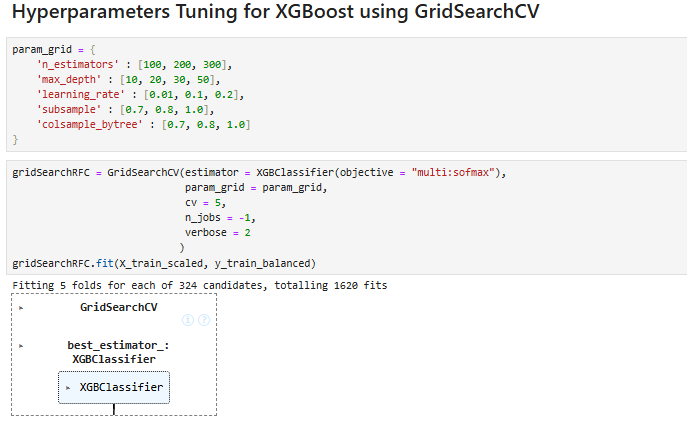 Hyperparameters Tuning for XGBoost using GridSearchCV
param_grid = {
    'n_estimators' : [100, 200, 300],
    'max_depth' : [10, 20, 30, 50],
    'learning_rate' : [0.01, 0.1, 0.2],
    'subsample' : [0.7, 0.8, 1.0],
    'colsample_bytree' : [0.7, 0.8, 1.0]
}
gridSearchRFC = GridSearchCV(estimator = XGBClassifier(objective = "multi:sofmax"),
                             param_grid = param_grid,
                             cv = 5,
                             n_jobs = -1,
                             verbose = 2
                            )
gridSearchRFC.fit(X_train_scaled, y_train_balanced)
Fitting 5 folds for each of 324 candidates, totalling 1620 fits
GridSearchCV
i ?
best_estimator_:
XGBClassifier
XGBClassifier